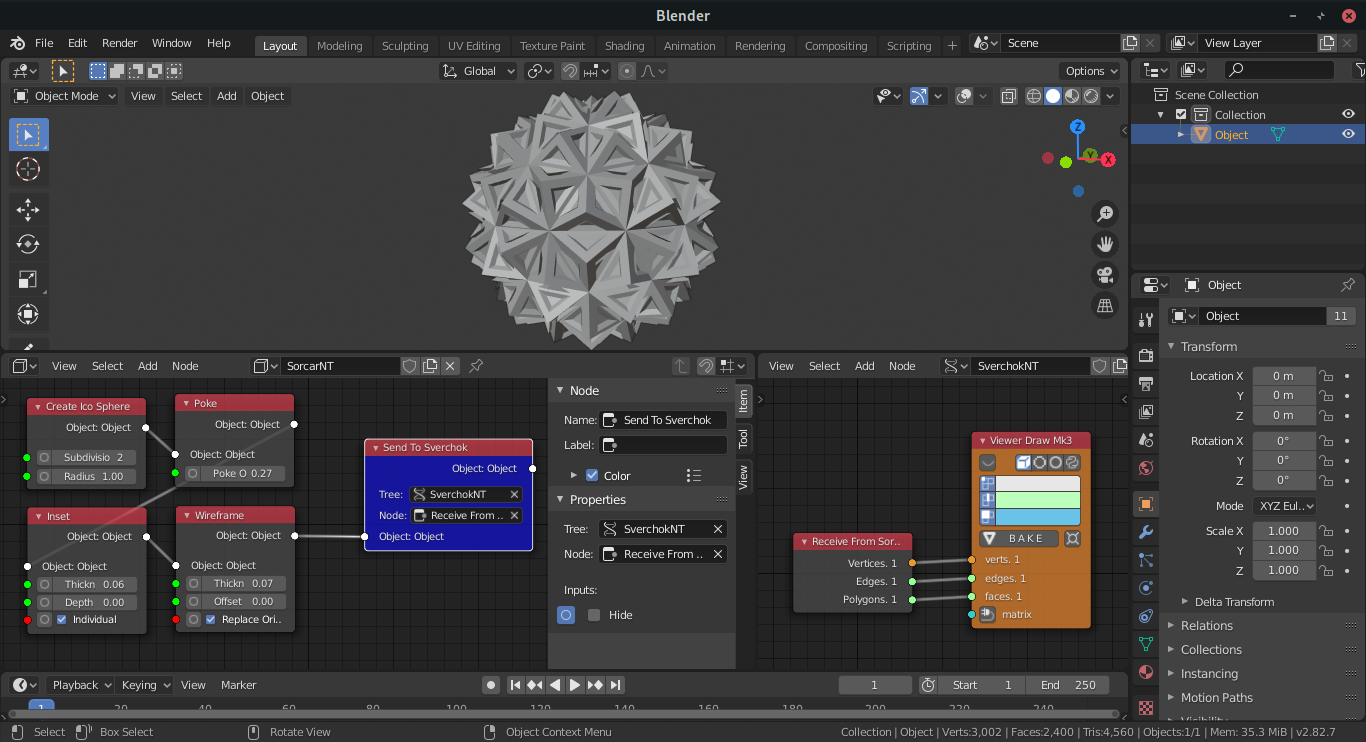 Blender
File Edit Render Window Help Layout Modeling Sculpting UV Editing Texture Paint Shading Animation Rendering Compositing Scripting + Scene View Layer
Global Options
Object Mode View Select Add Object
Scene Collection
Collection
Object
Z
Y
X
Object
Object 11
Transform
Location X 0 m
Y 0 m
Z 0 m
Rotation X 0°
Y 0°
Z 0°
Mode XYZ Eul..
Scale X 1.000
Y 1.000
Z 1.000
Delta Transform
Relations
Collections
Instancing
Motion Paths
Visibility
View Select Add Node SorcarNT
Create Ico Sphere
Object: Object
Subdivisio 2
Radius 1.00
Poke
Object: Object
Object: Object
Poke O 0.27
Inset
Object: Object
Object: Object
Thickn 0.06
Depth 0.00
Individual
Wireframe
Object: Object
Object: Object
Thickn 0.07
Offset 0.00
Replace Ori..
Send To Sverchok
Object: Object
Tree: SverchokNT
Node: Receive From ..
Object: Object
Node
Name: Send To Sverchok
Label:
Color
Properties
Tree: SverchokNT
Node: Receive From ..
Inputs:
Hide
Item
Tool
View
View Select Add Node SverchokNT
Receive From Sor..
Vertices. 1
Edges. 1
Polygons. 1
Viewer Draw Mk3
BAKE
verts. 1
edges. 1
faces. 1
matrix
Playback Keying View Marker 1 Start 1 End 250
1 20 40 60 80 100 120 140 160 180 200 220 240
Select Box Select Rotate View Object Context Menu Collection | Object | Verts:3,002 | Faces:2,400 | Tris:4,560 | Objects:1/1 | Mem: 35.3 MiB | v2.82.7